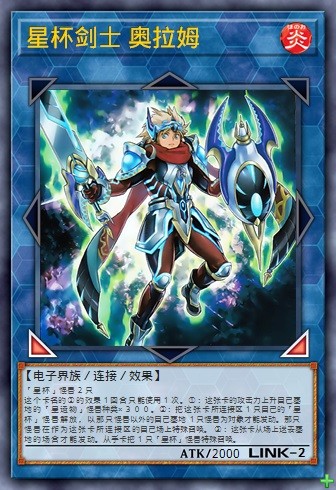 星杯剑士 奥拉姆
炎
【电子界族／连接／效果】
「星杯」怪兽２只
这个卡名的②的效果１回合只能使用１次。①：这张卡的攻击力上升自己墓
地的「星遗物」怪兽种类×３００。②：把这张卡所连接区１只自己的「星
杯」怪兽解放，以那只怪兽以外的自己墓地１只怪兽为对象才能发动。那只
怪兽在作为这张卡所连接区的自己场上特殊召唤。③：这张卡从场上送去墓
地的场合才能发动。从手卡把１只「星杯」怪兽特殊召唤。
ATK/2000 LINK-2